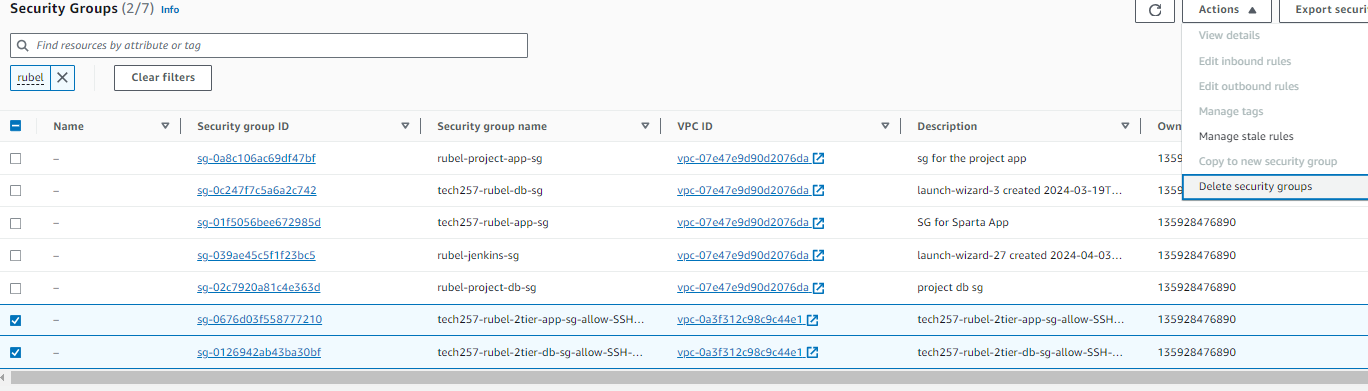 Security Groups (2/7) Info
Actions Export securi
View details
Find resources by attribute or tag
Edit inbound rules
rubel Clear filters
Edit outbound rules
Manage tags
Name Security group ID Security group name VPC ID Description Own
Manage stale rules
– sg-0a8c106ac69df47bf rubel-project-app-sg vpc-07e47e9d90d2076da sg for the project app 13592
Copy to new security group
– sg-0c247f7c5a6a2c742 tech257-rubel-db-sg vpc-07e47e9d90d2076da launch-wizard-3 created 2024-03-19T... 13592
Delete security groups
– sg-01f5056bee672985d tech257-rubel-app-sg vpc-07e47e9d90d2076da SG for Sparta App 135928476890
– sg-039ae45c5f1f23bc5 rubel-jenkins-sg vpc-07e47e9d90d2076da launch-wizard-27 created 2024-04-03... 135928476890
– sg-02c7920a81c4e363d rubel-project-db-sg vpc-07e47e9d90d2076da project db sg 135928476890
– sg-0676d03f558777210 tech257-rubel-2tier-app-sg-allow-SSH... vpc-0a3f312c98c9c44e1 tech257-rubel-2tier-app-sg-allow-SSH... 135928476890
– sg-0126942ab43ba30bf tech257-rubel-2tier-db-sg-allow-SSH-... vpc-0a3f312c98c9c44e1 tech257-rubel-2tier-db-sg-allow-SSH-... 135928476890